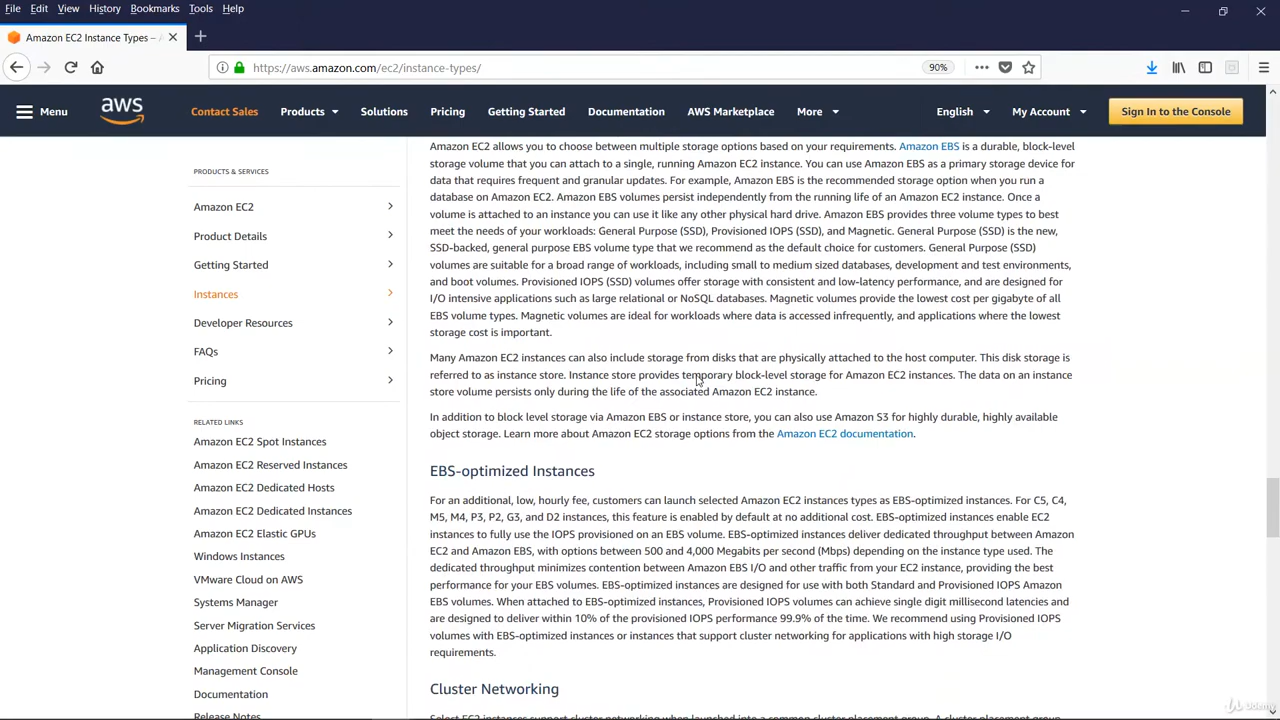 File Edit View History Bookmarks Tools Help
Amazon EC2 Instance Types –
https://aws.amazon.com/ec2/instance-types/
90%
Menu
aws
Contact Sales
Products
Solutions
Pricing
Getting Started
Documentation
AWS Marketplace
More
English
My Account
Sign In to the Console
PRODUCTS & SERVICES
Amazon EC2
Product Details
Getting Started
Instances
Developer Resources
FAQs
Pricing
RELATED LINKS
Amazon EC2 Spot Instances
Amazon EC2 Reserved Instances
Amazon EC2 Dedicated Hosts
Amazon EC2 Dedicated Instances
Amazon EC2 Elastic GPUs
Windows Instances
VMware Cloud on AWS
Systems Manager
Server Migration Services
Application Discovery
Management Console
Documentation
Release Notes
Amazon EC2 allows you to choose between multiple storage options based on your requirements. Amazon EBS is a durable, block-level
storage volume that you can attach to a single, running Amazon EC2 instance. You can use Amazon EBS as a primary storage device for
data that requires frequent and granular updates. For example, Amazon EBS is the recommended storage option when you run a
database on Amazon EC2. Amazon EBS volumes persist independently from the running life of an Amazon EC2 instance. Once a
volume is attached to an instance you can use it like any other physical hard drive. Amazon EBS provides three volume types to best
meet the needs of your workloads: General Purpose (SSD), Provisioned IOPS (SSD), and Magnetic. General Purpose (SSD) is the new,
SSD-backed, general purpose EBS volume type that we recommend as the default choice for customers. General Purpose (SSD)
volumes are suitable for a broad range of workloads, including small to medium sized databases, development and test environments,
and boot volumes. Provisioned IOPS (SSD) volumes offer storage with consistent and low-latency performance, and are designed for
I/O intensive applications such as large relational or NoSQL databases. Magnetic volumes provide the lowest cost per gigabyte of all
EBS volume types. Magnetic volumes are ideal for workloads where data is accessed infrequently, and applications where the lowest
storage cost is important.
Many Amazon EC2 instances can also include storage from disks that are physically attached to the host computer. This disk storage is
referred to as instance store. Instance store provides temporary block-level storage for Amazon EC2 instances. The data on an instance
store volume persists only during the life of the associated Amazon EC2 instance.
In addition to block level storage via Amazon EBS or instance store, you can also use Amazon S3 for highly durable, highly available
object storage. Learn more about Amazon EC2 storage options from the Amazon EC2 documentation.
EBS-optimized Instances
For an additional, low, hourly fee, customers can launch selected Amazon EC2 instances types as EBS-optimized instances. For C5, C4,
M5, M4, P3, P2, G3, and D2 instances, this feature is enabled by default at no additional cost. EBS-optimized instances enable EC2
instances to fully use the IOPS provisioned on an EBS volume. EBS-optimized instances deliver dedicated throughput between Amazon
EC2 and Amazon EBS, with options between 500 and 4,000 Megabits per second (Mbps) depending on the instance type used. The
dedicated throughput minimizes contention between Amazon EBS I/O and other traffic from your EC2 instance, providing the best
performance for your EBS volumes. EBS-optimized instances are designed for use with both Standard and Provisioned IOPS Amazon
EBS volumes. When attached to EBS-optimized instances, Provisioned IOPS volumes can achieve single digit millisecond latencies and
are designed to deliver within 10% of the provisioned IOPS performance 99.9% of the time. We recommend using Provisioned IOPS
volumes with EBS-optimized instances or instances that support cluster networking for applications with high storage I/O
requirements.
Cluster Networking
Select EC2 instances support cluster networking when launched into a common cluster placement group. A cluster placement group
Udemy